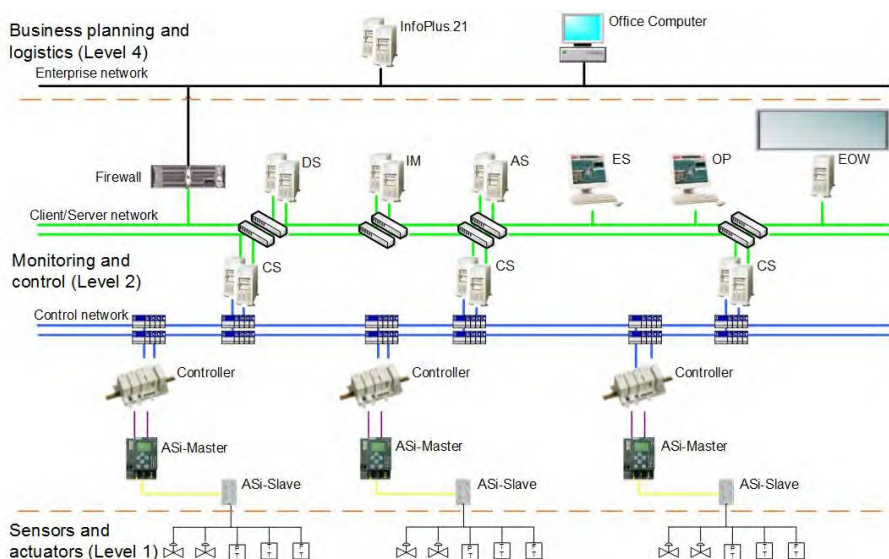 Business planning and
logistics (Level 4)
InfoPlus.21
Office Computer
Enterprise network
DS
IM
AS
ES
OP
EOW
Firewall
Client/Server network
Monitoring and
control (Level 2)
CS
CS
CS
Control network
Controller
Controller
Controller
ASi-Master
ASi-Master
ASi-Master
ASi-Slave
ASi-Slave
ASi-Slave
Sensors and
actuators (Level 1)